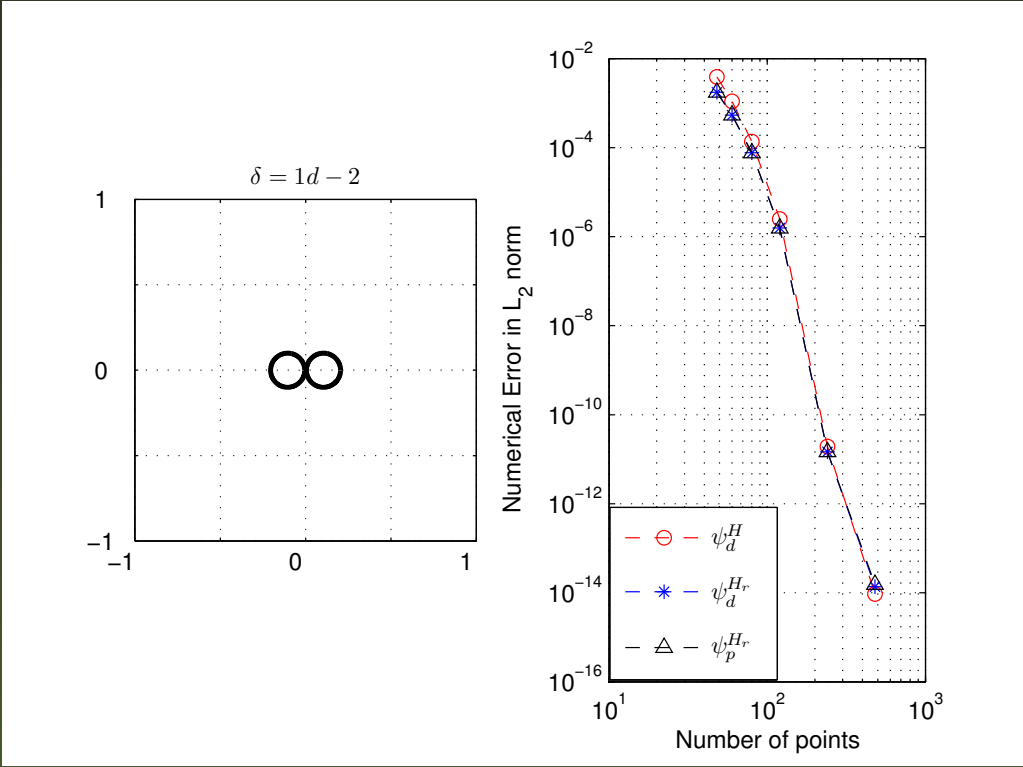 δ = 1d − 2
1
0
−1
−1
0
1
Numerical Error in L_2 norm
10^−2
10^−4
10^−6
10^−8
10^−10
10^−12
10^−14
10^−16
ψ_d^H
ψ_d^{H_r}
ψ_p^{H_r}
10^1
10^2
10^3
Number of points